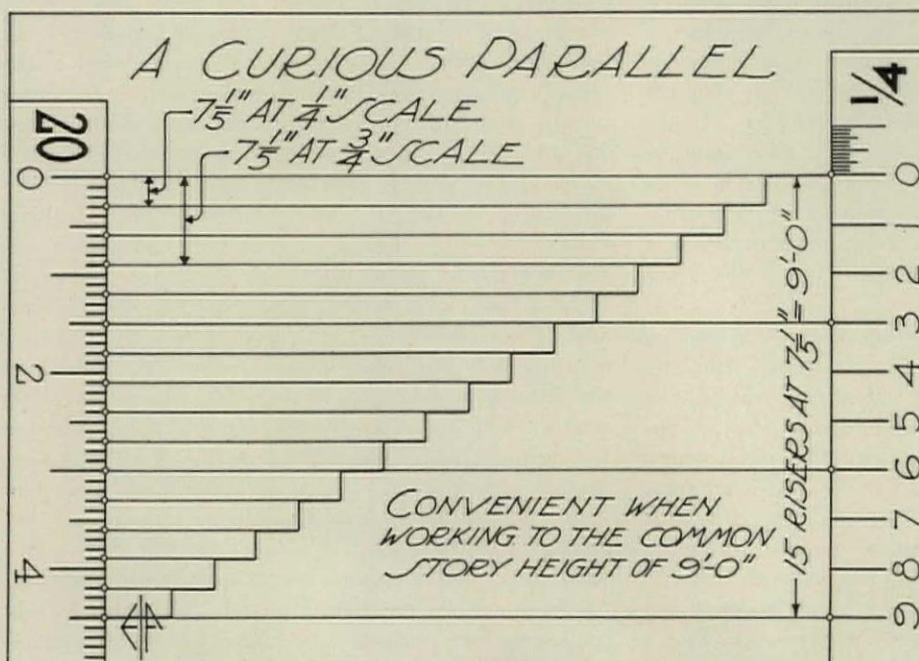 A CURIOUS PARALLEL
20
1/4
7 1/5" AT 1/4" SCALE
7 1/5" AT 3/4" SCALE
0
2
4
0
1
2
3
4
5
6
7
8
9
15 RISERS AT 7 1/5" = 9'-0"
CONVENIENT WHEN
WORKING TO THE COMMON
STORY HEIGHT OF 9'-0"